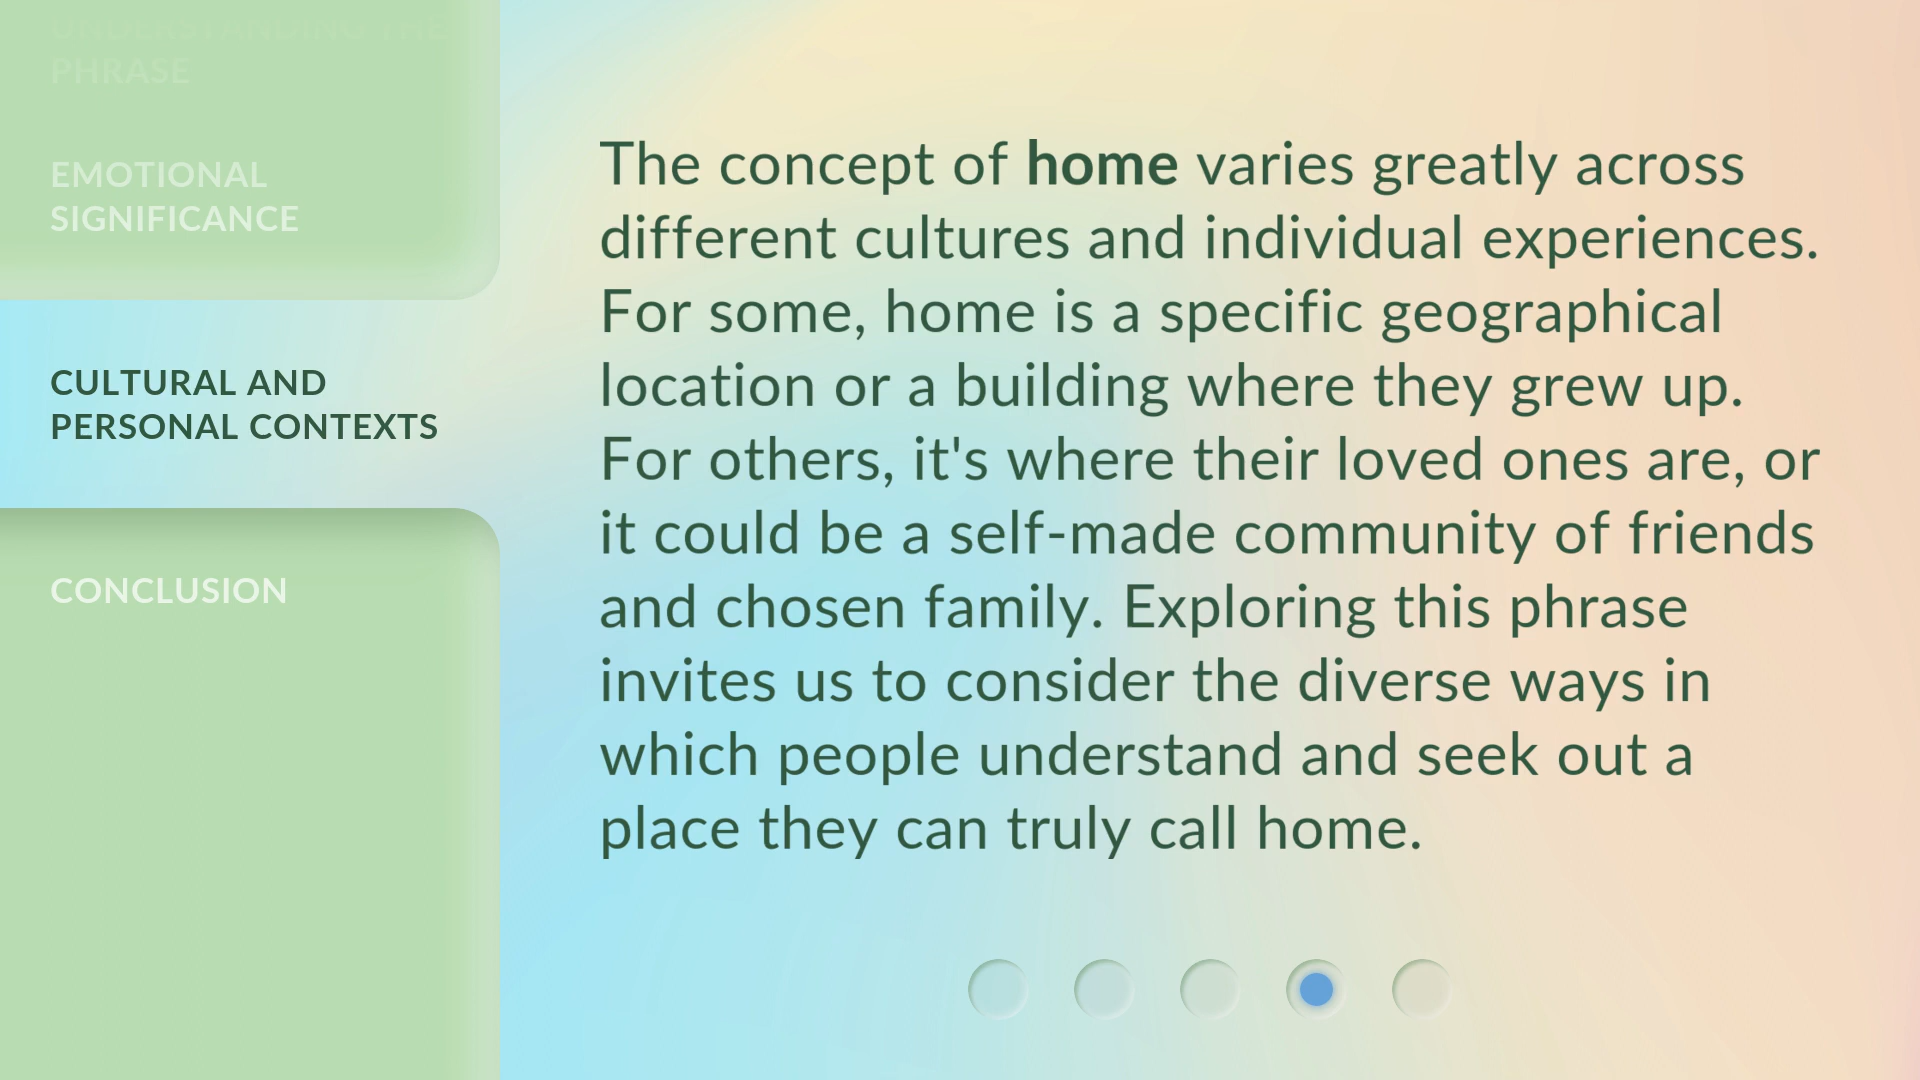 UNDERSTANDING THE
PHRASE
EMOTIONAL
SIGNIFICANCE
CULTURAL AND
PERSONAL CONTEXTS
CONCLUSION
The concept of home varies greatly across
different cultures and individual experiences.
For some, home is a specific geographical
location or a building where they grew up.
For others, it's where their loved ones are, or
it could be a self-made community of friends
and chosen family. Exploring this phrase
invites us to consider the diverse ways in
which people understand and seek out a
place they can truly call home.